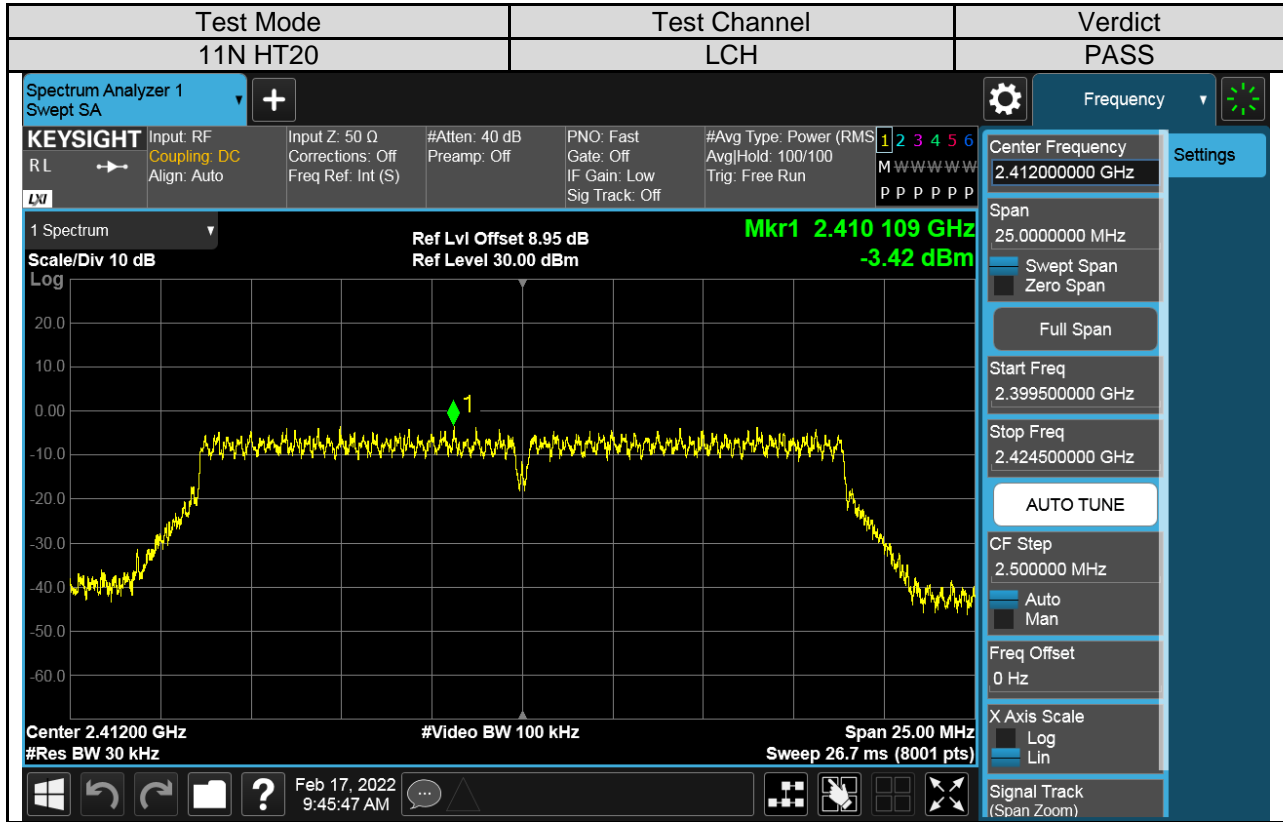 Test Mode Test Channel Verdict
11N HT20 LCH PASS
Spectrum Analyzer 1
Swept SA
Frequency
KEYSIGHT
R L
LXI
Input: RF
Coupling: DC
Align: Auto
Input Z: 50 Ω
Corrections: Off
Freq Ref: Int (S)
#Atten: 40 dB
Preamp: Off
PNO: Fast
Gate: Off
IF Gain: Low
Sig Track: Off
#Avg Type: Power (RMS
Avg|Hold: 100/100
Trig: Free Run
1 2 3 4 5 6
M W W W W W
P P P P P P
1 Spectrum
Scale/Div 10 dB
Ref Lvl Offset 8.95 dB
Ref Level 30.00 dBm
Mkr1 2.410 109 GHz
-3.42 dBm
Log
20.0
10.0
0.00
-10.0
-20.0
-30.0
-40.0
-50.0
-60.0
1
Center 2.41200 GHz
#Res BW 30 kHz
#Video BW 100 kHz
Span 25.00 MHz
Sweep 26.7 ms (8001 pts)
Center Frequency
2.412000000 GHz
Settings
Span
25.0000000 MHz
Swept Span
Zero Span
Full Span
Start Freq
2.399500000 GHz
Stop Freq
2.424500000 GHz
AUTO TUNE
CF Step
2.500000 MHz
Auto
Man
Freq Offset
0 Hz
X Axis Scale
Log
Lin
Signal Track
(Span Zoom)
?
Feb 17, 2022
9:45:47 AM